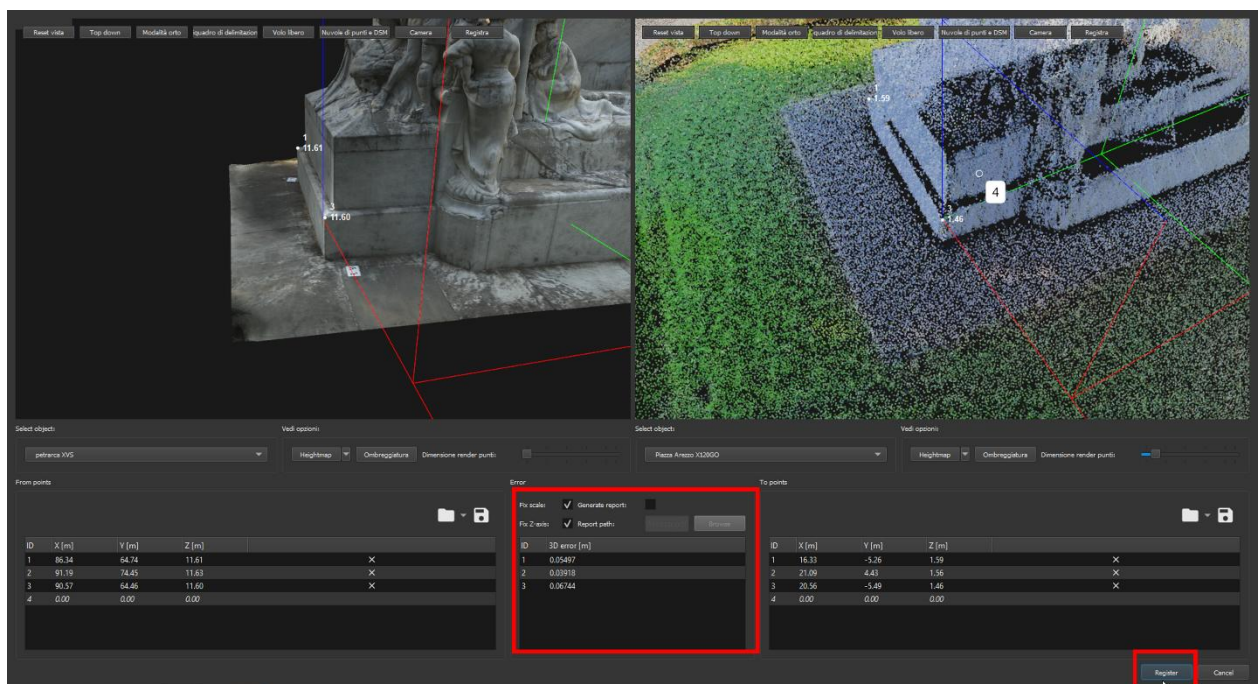 Reset vista Top down Modalità orto iquadro di delimitazion Volo libero Nuvole di punti e DSM Camera Registra
Reset vista Top down Modalità orto iquadro di delimitazion Volo libero Nuvole di punti e DSM Camera Registra
1
11.61
3
11.60
1
1.59
4
1.46
Select object:
Vedi opzioni:
Select object:
Vedi opzioni:
petrarca XVS
Heightmap Ombreggiatura Dimensione render punti:
Piazza Arezzo X120GO
Heightmap Ombreggiatura Dimensione render punti:
From points
Error
To points
Fix scale: Generate report:
Fix Z-axis: Report path: Browse
ID X [m] Y [m] Z [m]
1 86.34 64.74 11.61
2 91.19 74.45 11.63
3 90.57 64.46 11.60
4 0.00 0.00 0.00
ID 3D error [m]
1 0.05497
2 0.03918
3 0.06744
ID X [m] Y [m] Z [m]
1 16.33 -5.26 1.59
2 21.09 4.43 1.56
3 20.56 -5.49 1.46
4 0.00 0.00 0.00
Register Cancel